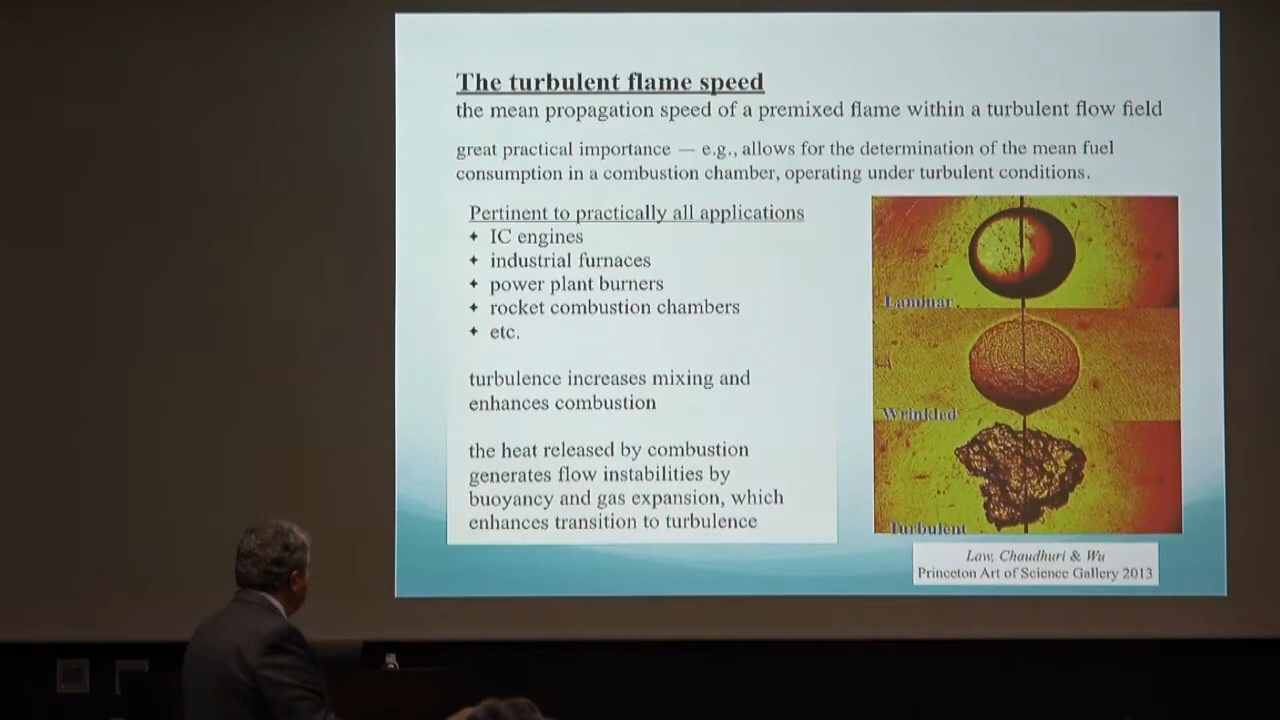 The turbulent flame speed
the mean propagation speed of a premixed flame within a turbulent flow field
great practical importance — e.g., allows for the determination of the mean fuel
consumption in a combustion chamber, operating under turbulent conditions.
Pertinent to practically all applications
✦ IC engines
✦ industrial furnaces
✦ power plant burners
✦ rocket combustion chambers
✦ etc.
turbulence increases mixing and
enhances combustion
the heat released by combustion
generates flow instabilities by
buoyancy and gas expansion, which
enhances transition to turbulence
Laminar
Wrinkled
Turbulent
Law, Chaudhuri & Wu
Princeton Art of Science Gallery 2013